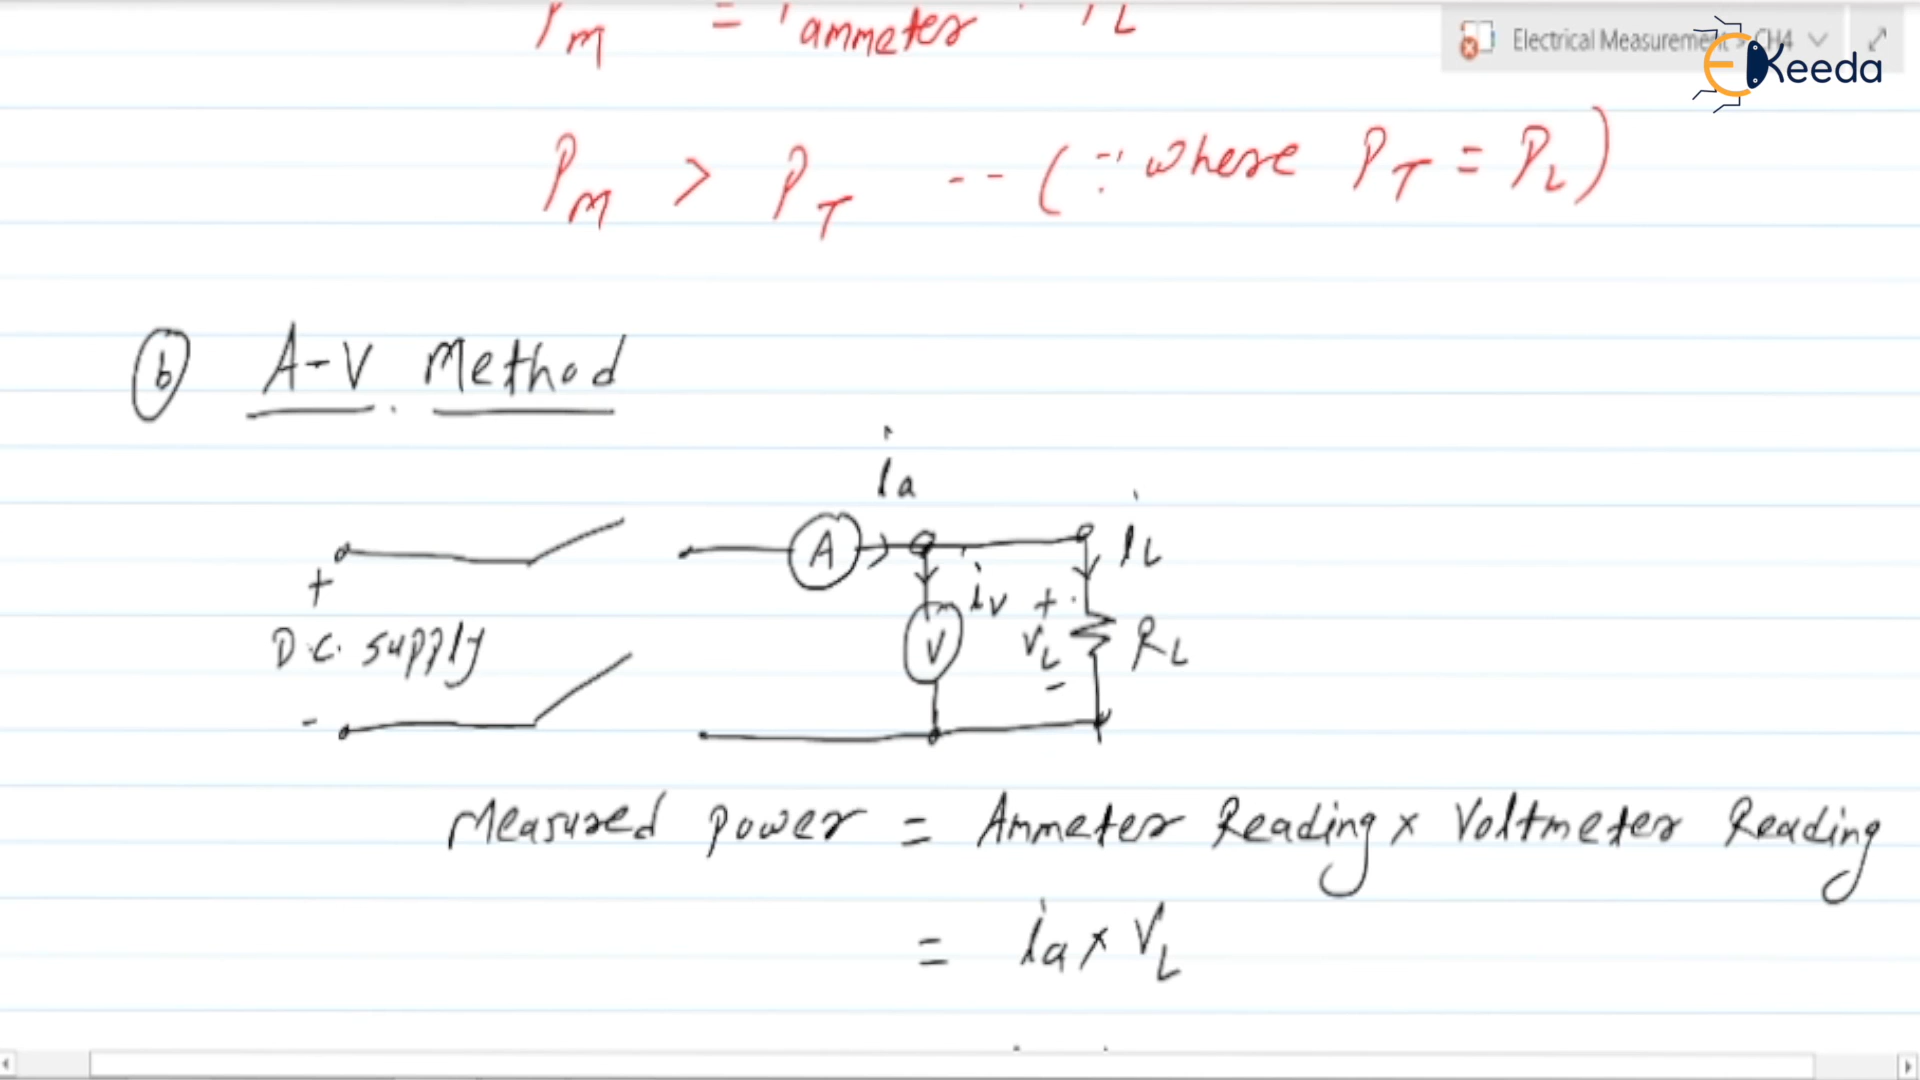 PM = Pammeter + PL
Electrical Measurement > CH4
EKeeda
PM > PT -- (∵ where PT = PL)
(b) A-V Method
ia
A
iL
+
iv
+
D.C. supply
V
VL
RL
-
-
Measured Power = Ammeter Reading x Voltmeter Reading
= ia x VL